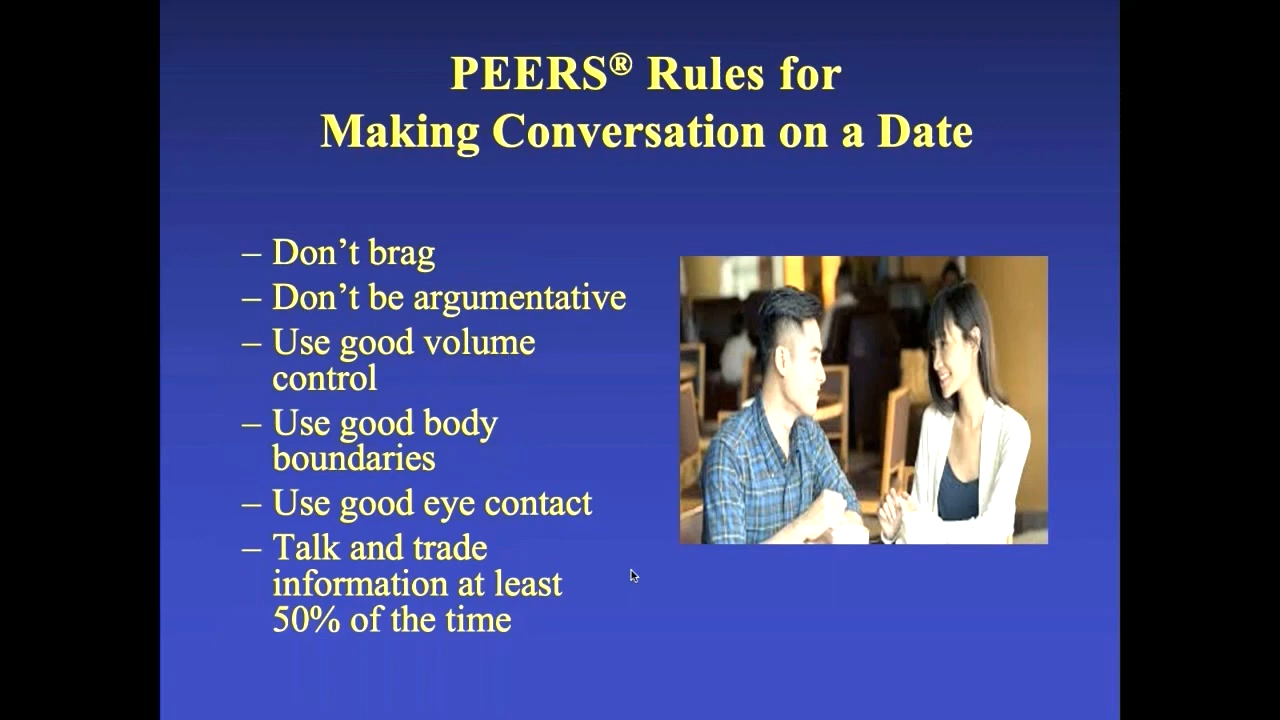 PEERS® Rules for
Making Conversation on a Date
– Don’t brag
– Don’t be argumentative
– Use good volume
control
– Use good body
boundaries
– Use good eye contact
– Talk and trade
information at least
50% of the time